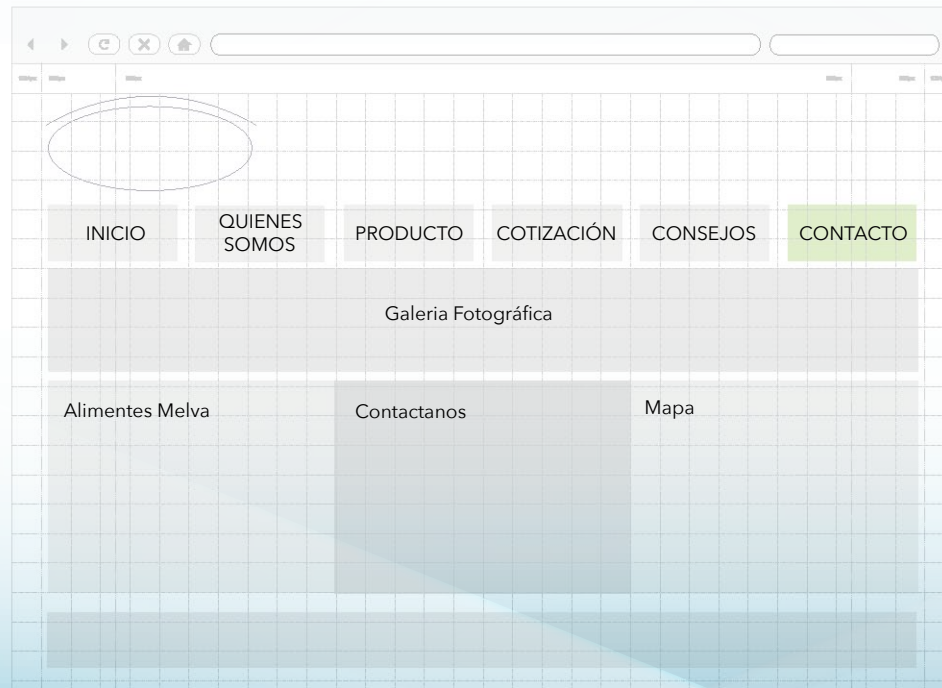 INICIO
QUIENES
SOMOS
PRODUCTO
COTIZACIÓN
CONSEJOS
CONTACTO
Galeria Fotográfica
Alimentes Melva
Contactanos
Mapa